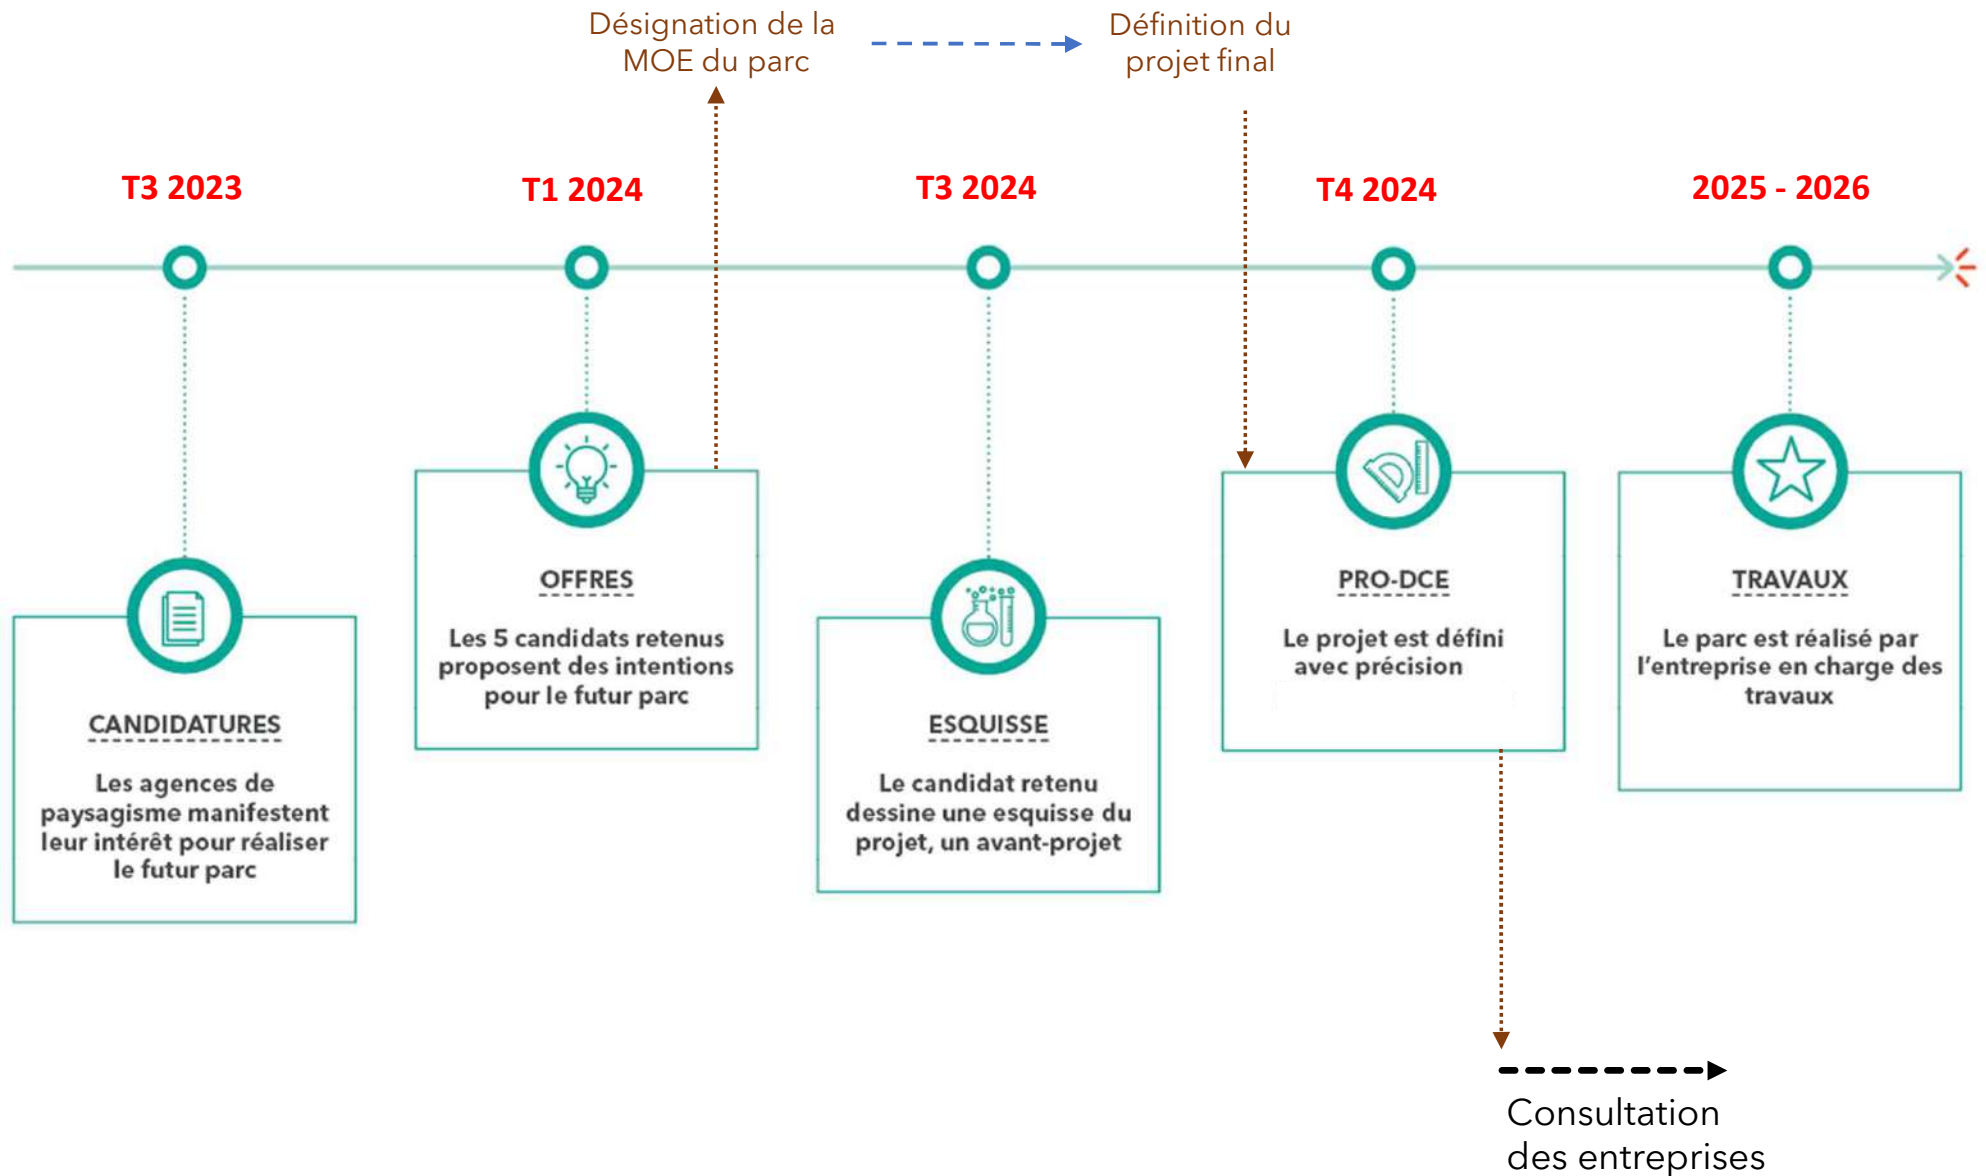 Désignation de la
MOE du parc
Définition du
projet final
T3 2023
T1 2024
T3 2024
T4 2024
2025 - 2026
CANDIDATURES
Les agences de
paysagisme manifestent
leur intérêt pour réaliser
le futur parc
OFFRES
Les 5 candidats retenus
proposent des intentions
pour le futur parc
ESQUISSE
Le candidat retenu
dessine une esquisse du
projet, un avant-projet
PRO-DCE
Le projet est défini
avec précision
TRAVAUX
Le parc est réalisé par
l'entreprise en charge des
travaux
Consultation
des entreprises